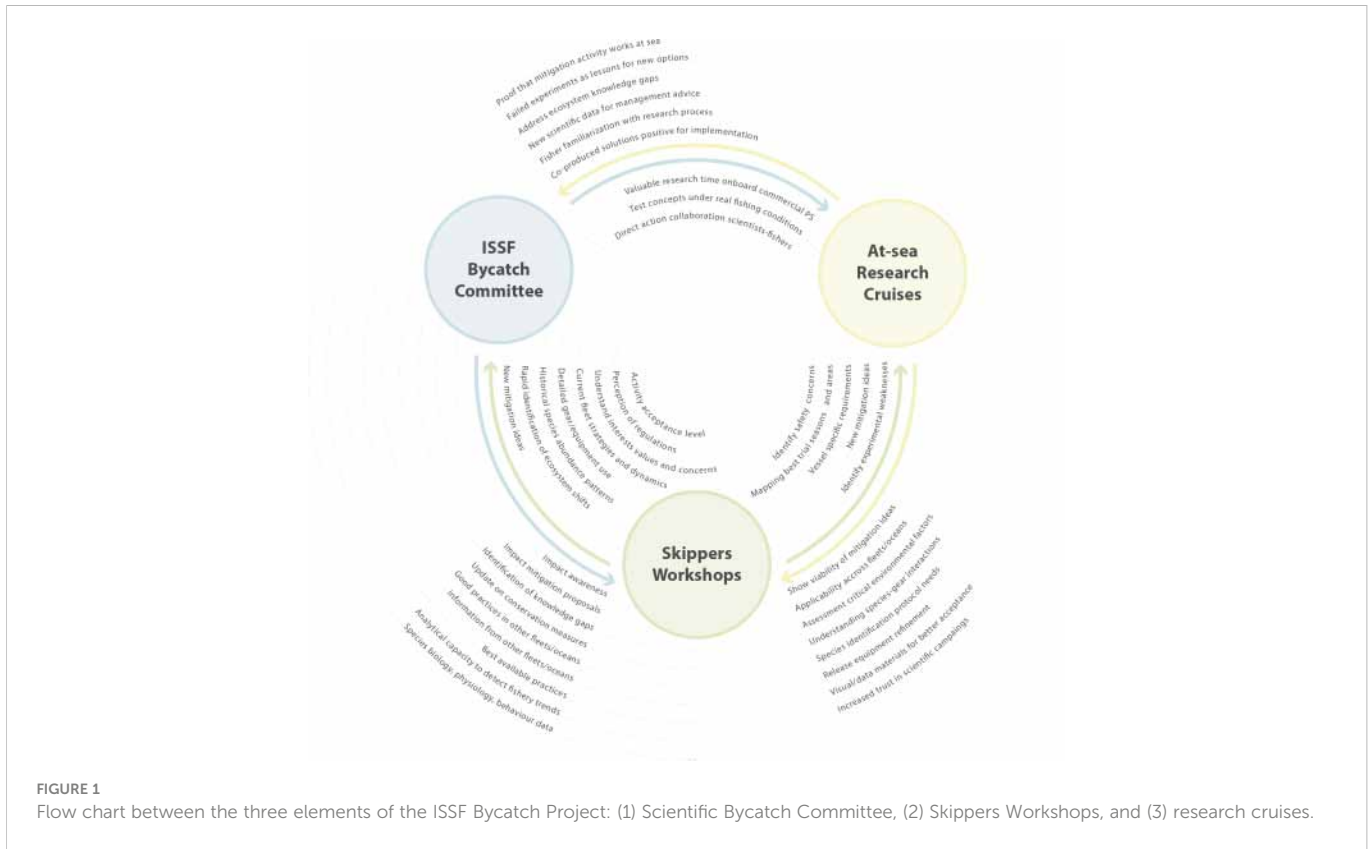 Proof that mitigation activity works at sea
Failed experiments as lessons for new options
Address ecosystem knowledge gaps
New scientific data for management advice
Fisher familiarization with research process
Co-produced solutions positive for implementation
Valuable research time onboard commercial PS
Test concepts under real fishing conditions
Direct action collaboration scientists-fishers
ISSF
Bycatch
Committee
At-sea
Research
Cruises
Activity acceptance level
Perception of regulations
Understand interests values and concerns
Current fleet strategies and dynamics
Detailed gear/equipment use
Historical species abundance patterns
Rapid identification of ecosystem shifts
New mitigation ideas
Identify safety concerns
Mapping best trial seasons and areas
Vessel specific requirements
New mitigation ideas
Identify experimental weaknesses
Skippers
Workshops
Impact awareness
Impact mitigation proposals
Identification of knowledge gaps
Update on conservation measures
Good practices in other fleets/oceans
Information from other fleets/oceans
Best available practices
Analytical capacity to detect fishery trends
Species biology, physiology, behaviour data
Show viability of mitigation ideas
Applicability across fleets/oceans
Assessment critical environmental factors
Understanding species-gear interactions
Species identification protocol needs
Release equipment refinement
Visual/data materials for better acceptance
Increased trust in scientific campaings
FIGURE 1
Flow chart between the three elements of the ISSF Bycatch Project: (1) Scientific Bycatch Committee, (2) Skippers Workshops, and (3) research cruises.